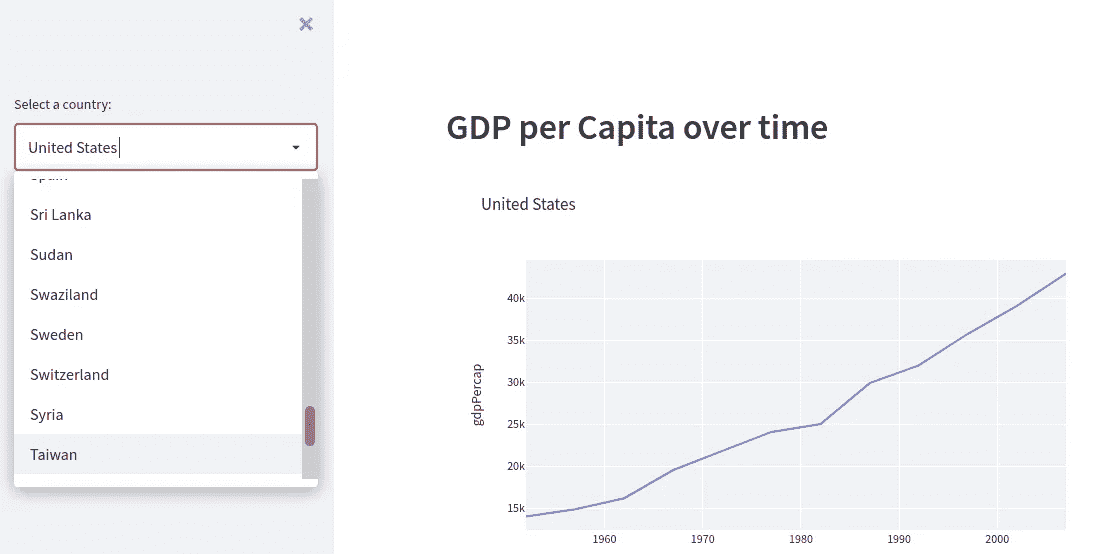 Select a country:
United States
Sri Lanka
Sudan
Swaziland
Sweden
Switzerland
Syria
Taiwan
GDP per Capita over time
United States
gdpPercap
40k
35k
30k
25k
20k
15k
1960
1970
1980
1990
2000